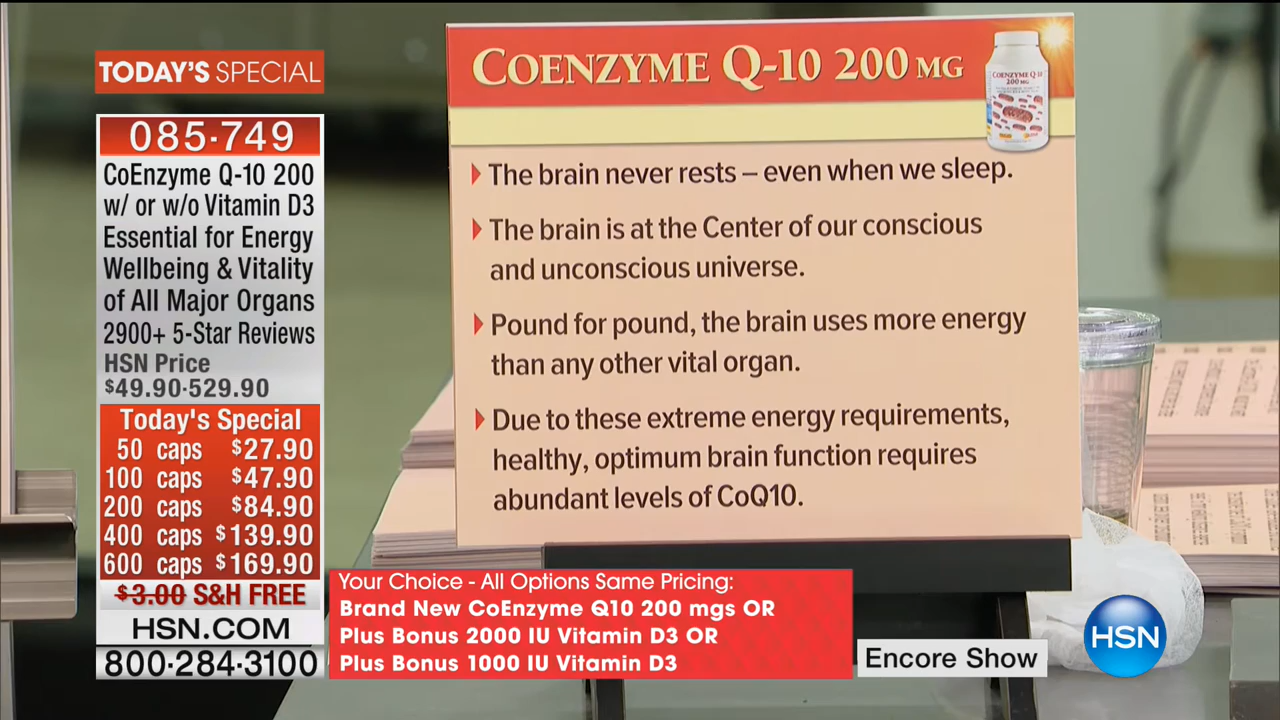 TODAY'S SPECIAL
085·749
CoEnzyme Q-10 200
w/ or w/o Vitamin D3
Essential for Energy
Wellbeing & Vitality
of All Major Organs
2900+ 5-Star Reviews
HSN Price
$49.90-529.90
Today's Special
50 caps $27.90
100 caps $47.90
200 caps $84.90
400 caps $139.90
600 caps $169.90
$3.00 S&H FREE
HSN.COM
800·284·3100
COENZYME Q-10 200 MG
COENZYME Q-10
200 MG
The brain never rests – even when we sleep.
The brain is at the Center of our conscious
and unconscious universe.
Pound for pound, the brain uses more energy
than any other vital organ.
Due to these extreme energy requirements,
healthy, optimum brain function requires
abundant levels of CoQ10.
Your Choice - All Options Same Pricing:
Brand New CoEnzyme Q10 200 mgs OR
Plus Bonus 2000 IU Vitamin D3 OR
Plus Bonus 1000 IU Vitamin D3
Encore Show
HSN